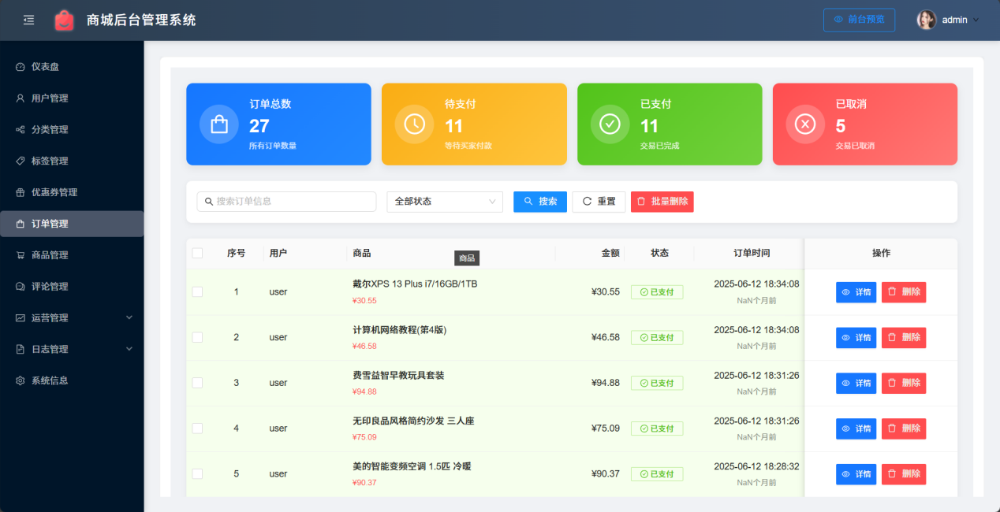 商城后台管理系统
前台预览
admin
仪表盘
用户管理
分类管理
标签管理
优惠券管理
订单管理
商品管理
评论管理
运营管理
日志管理
系统信息
订单总数
27
所有订单数量
待支付
11
等待买家付款
已支付
11
交易已完成
已取消
5
交易已取消
搜索订单信息
全部状态
搜索
重置
批量删除
序号 用户 商品 金额 状态 订单时间 操作
商品
1 user 戴尔XPS 13 Plus i7/16GB/1TB ¥30.55 已支付 2025-06-12 18:34:08 详情 删除
¥30.55 NaN个月前
2 user 计算机网络教程(第4版) ¥46.58 已支付 2025-06-12 18:34:08 详情 删除
¥46.58 NaN个月前
3 user 费雪益智早教玩具套装 ¥94.88 已支付 2025-06-12 18:31:26 详情 删除
¥94.88 NaN个月前
4 user 无印良品风格简约沙发 三人座 ¥75.09 已支付 2025-06-12 18:31:26 详情 删除
¥75.09 NaN个月前
5 user 美的智能变频空调 1.5匹 冷暖 ¥90.37 已支付 2025-06-12 18:28:32 详情 删除
¥90.37 NaN个月前